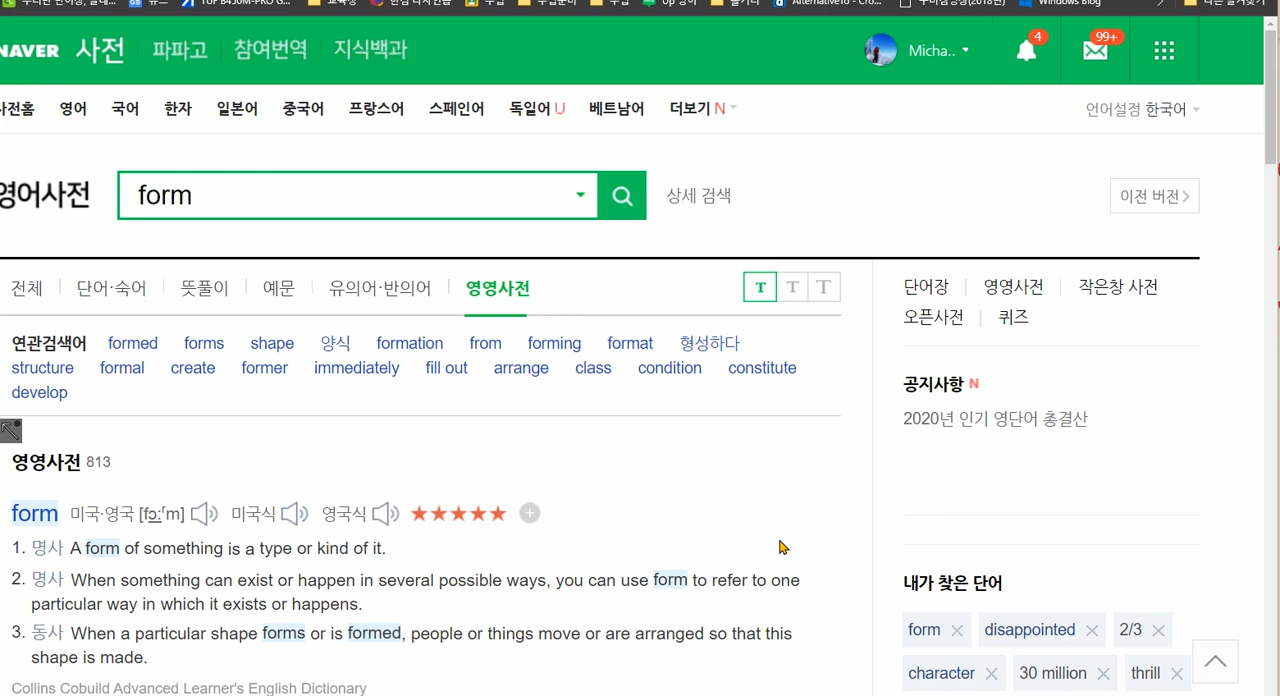 NAVER 사전 파파고 참여번역 지식백과 Micha.. 4 99+
사전홈 영어 국어 한자 일본어 중국어 프랑스어 스페인어 독일어 U 베트남어 더보기 N 언어설정 한국어
영어사전 form 상세 검색 이전 버전
전체 단어·숙어 뜻풀이 예문 유의어·반의어 영영사전 T T T
연관검색어 formed forms shape 양식 formation from forming format 형성하다
structure formal create former immediately fill out arrange class condition constitute
develop
영영사전 813
form 미국·영국 [fɔːrm] 미국식 영국식
1. 명사 A form of something is a type or kind of it.
2. 명사 When something can exist or happen in several possible ways, you can use form to refer to one
particular way in which it exists or happens.
3. 동사 When a particular shape forms or is formed, people or things move or are arranged so that this
shape is made.
Collins Cobuild Advanced Learner's English Dictionary
단어장 영영사전 작은창 사전
오픈사전 퀴즈
공지사항 N
2020년 인기 영단어 총결산
내가 찾은 단어
form disappointed 2/3
character 30 million thrill